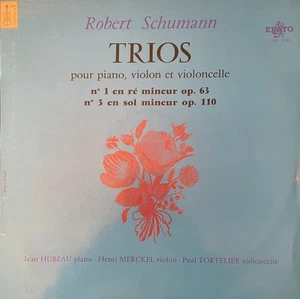 Robert Schumann
ERATO
TRIOS
pour piano, violon et violoncelle
n° 1 en ré mineur op. 63
n° 3 en sol mineur op. 110
Jean HUBEAU piano - Henri MERCKEL violon - Paul TORTELIER violoncelle